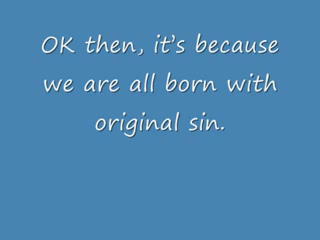 OK then, it’s because
we are all born with
original sin.